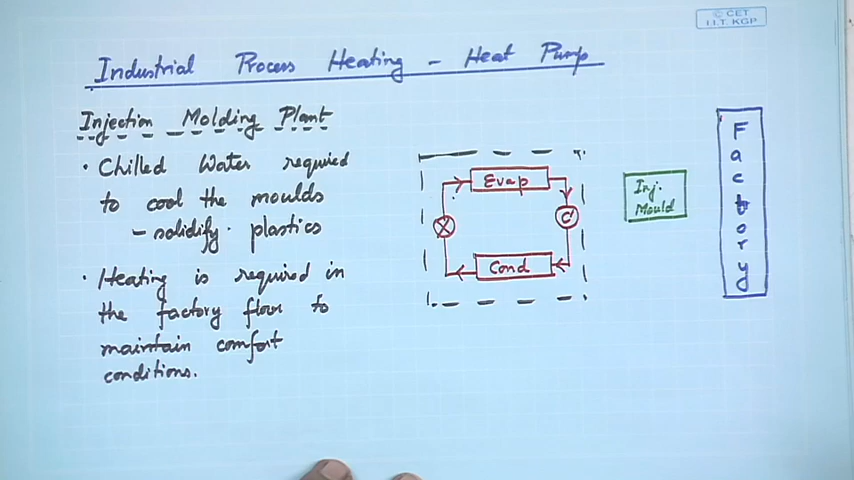 © CET
I.I.T. KGP
Industrial Process Heating - Heat Pump
Injection Molding Plant
• Chilled Water required
to cool the moulds
- solidify. plastics
• Heating is required in
the factory floor to
maintain comfort
conditions.
Evap
C
Cond
Inj.
Mould
Factory